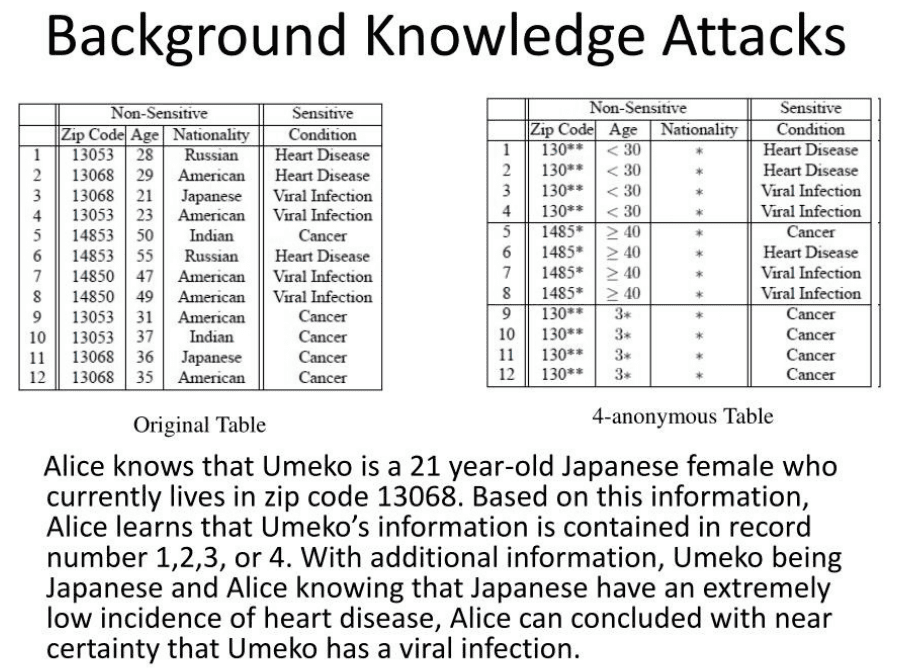 Background Knowledge Attacks
Non-Sensitive Sensitive
Zip Code Age Nationality Condition
1 13053 28 Russian Heart Disease
2 13068 29 American Heart Disease
3 13068 21 Japanese Viral Infection
4 13053 23 American Viral Infection
5 14853 50 Indian Cancer
6 14853 55 Russian Heart Disease
7 14850 47 American Viral Infection
8 14850 49 American Viral Infection
9 13053 31 American Cancer
10 13053 37 Indian Cancer
11 13068 36 Japanese Cancer
12 13068 35 American Cancer
Original Table
Non-Sensitive Sensitive
Zip Code Age Nationality Condition
1 130** < 30 * Heart Disease
2 130** < 30 * Heart Disease
3 130** < 30 * Viral Infection
4 130** < 30 * Viral Infection
5 1485* ≥ 40 * Cancer
6 1485* ≥ 40 * Heart Disease
7 1485* ≥ 40 * Viral Infection
8 1485* ≥ 40 * Viral Infection
9 130** 3* * Cancer
10 130** 3* * Cancer
11 130** 3* * Cancer
12 130** 3* * Cancer
4-anonymous Table
Alice knows that Umeko is a 21 year-old Japanese female who
currently lives in zip code 13068. Based on this information,
Alice learns that Umeko’s information is contained in record
number 1,2,3, or 4. With additional information, Umeko being
Japanese and Alice knowing that Japanese have an extremely
low incidence of heart disease, Alice can concluded with near
certainty that Umeko has a viral infection.